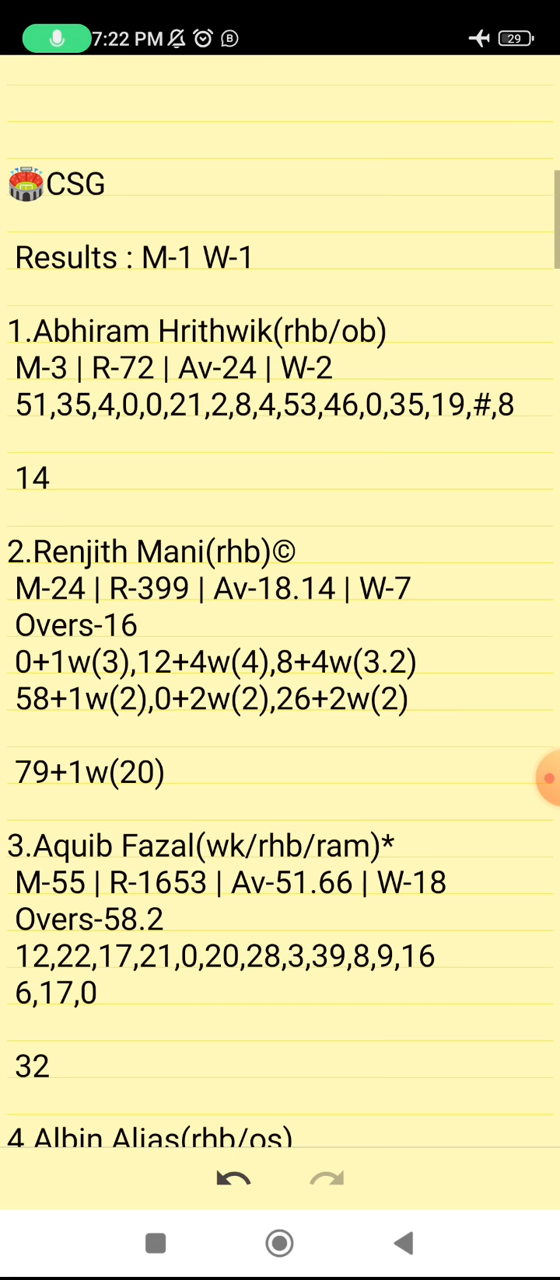 7:22 PM
29
CSG
Results : M-1 W-1
1.Abhiram Hrithwik(rhb/ob)
M-3 | R-72 | Av-24 | W-2
51,35,4,0,0,21,2,8,4,53,46,0,35,19,#,8
14
2.Renjith Mani(rhb)©
M-24 | R-399 | Av-18.14 | W-7
Overs-16
0+1w(3),12+4w(4),8+4w(3.2)
58+1w(2),0+2w(2),26+2w(2)
79+1w(20)
3.Aquib Fazal(wk/rhb/ram)*
M-55 | R-1653 | Av-51.66 | W-18
Overs-58.2
12,22,17,21,0,20,28,3,39,8,9,16
6,17,0
32
4 Albin Alias(rhb/os)